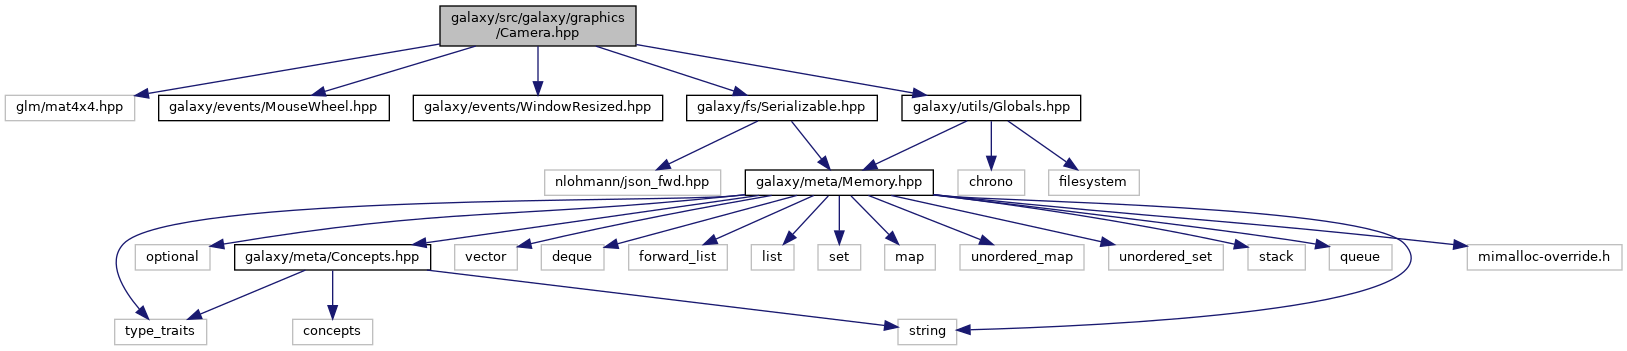 galaxy/src/galaxy/graphics
/Camera.hpp
glm/mat4x4.hpp
galaxy/events/MouseWheel.hpp
galaxy/events/WindowResized.hpp
galaxy/fs/Serializable.hpp
galaxy/utils/Globals.hpp
nlohmann/json_fwd.hpp
galaxy/meta/Memory.hpp
chrono
filesystem
optional
galaxy/meta/Concepts.hpp
vector
deque
forward_list
list
set
map
unordered_map
unordered_set
stack
queue
mimalloc-override.h
type_traits
concepts
string